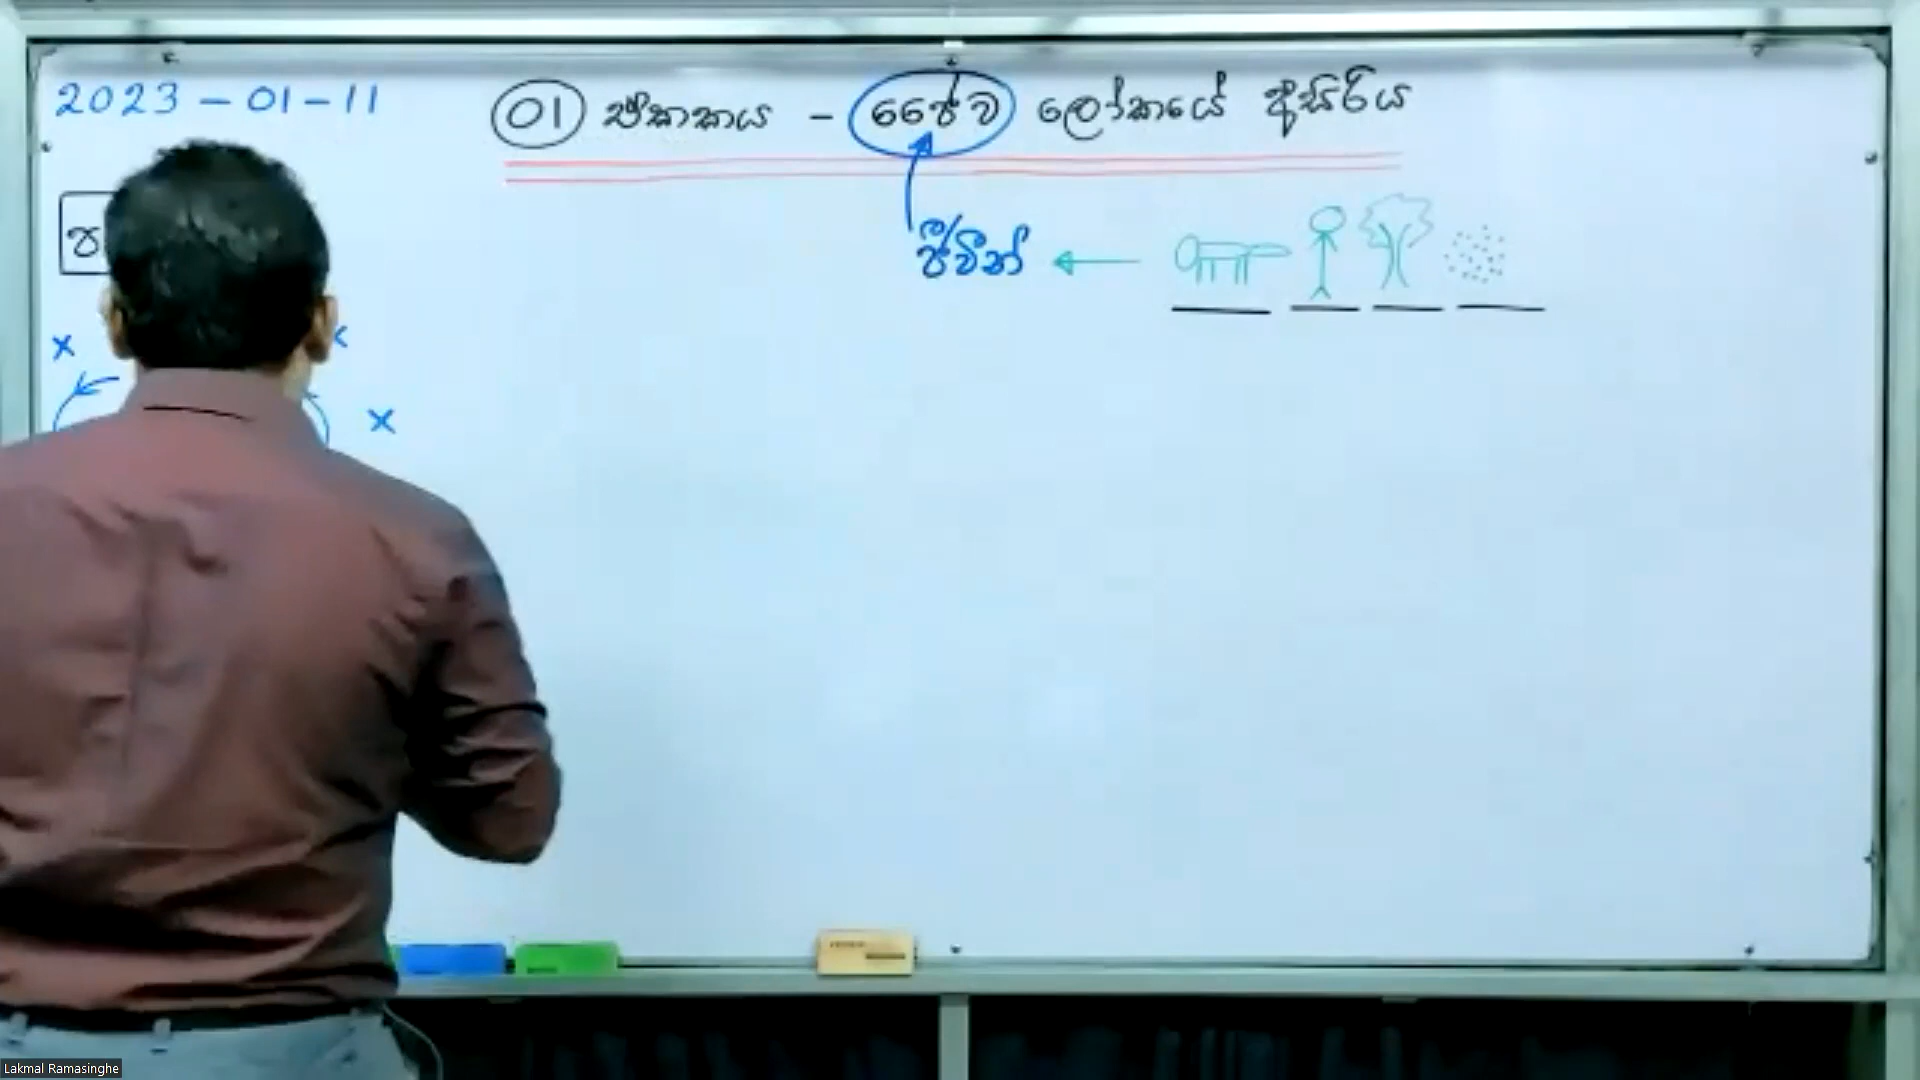 2023 - 01 - 11
01 ඒකකය - ජෛව ලෝකයේ අසිරිය
ජීවීන්
x
x
Lakmal Ramasinghe